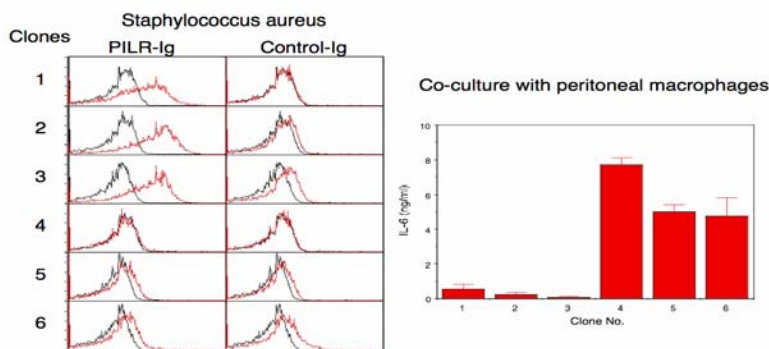 Staphylococcus aureus
Clones
PILR-Ig
Control-Ig
1
2
3
4
5
6
Co-culture with peritoneal macrophages
IL-6 (ng/ml)
10
8
6
4
2
0
1 2 3 4 5 6
Clone No.